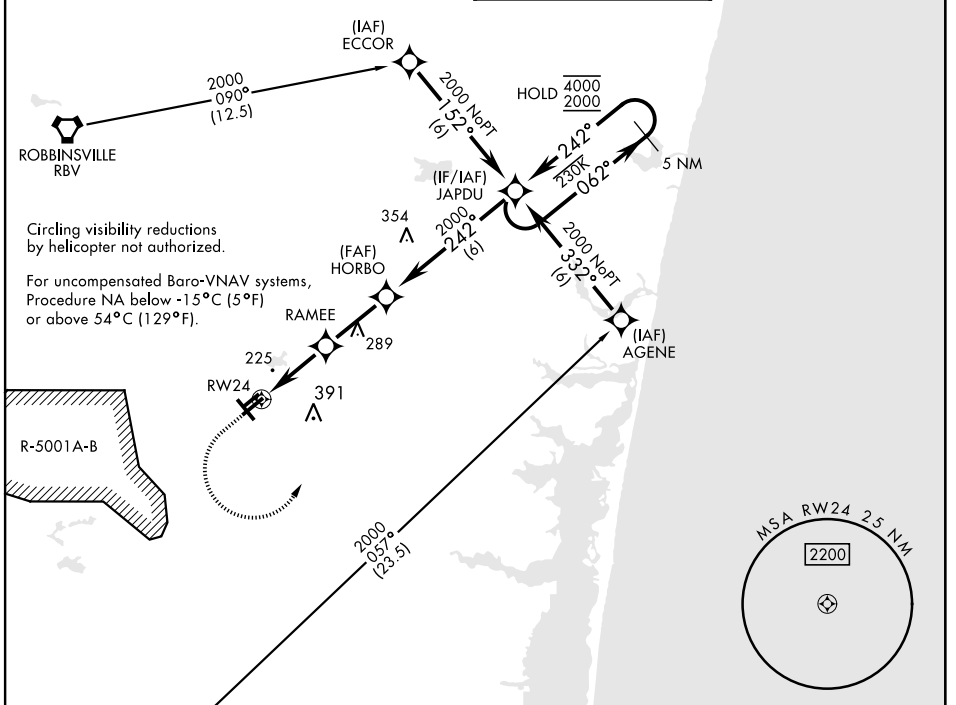 (IAF)
ECCOR
2000
090°
(12.5)
ROBBINSVILLE
RBV
2000 NoPT
152°
(6)
HOLD 4000
2000
242°
230K
062°
5 NM
(IF/IAF)
JAPDU
Circling visibility reductions
by helicopter not authorized.
For uncompensated Baro-VNAV systems,
Procedure NA below -15°C (5°F)
or above 54°C (129°F).
354
2000
242°
(6)
(FAF)
HORBO
2000 NoPT
332°
(6)
RAMEE
289
(IAF)
AGENE
225
RW24
391
R-5001A-B
2000
057°
(23.5)
MSA RW24 25 NM
2200